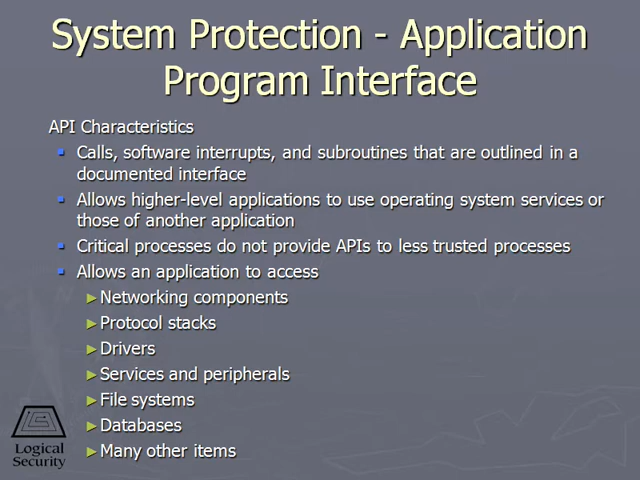 System Protection - Application
Program Interface
API Characteristics
Calls, software interrupts, and subroutines that are outlined in a
documented interface
Allows higher-level applications to use operating system services or
those of another application
Critical processes do not provide APIs to less trusted processes
Allows an application to access
Networking components
Protocol stacks
Drivers
Services and peripherals
File systems
Databases
Many other items
Logical
Security